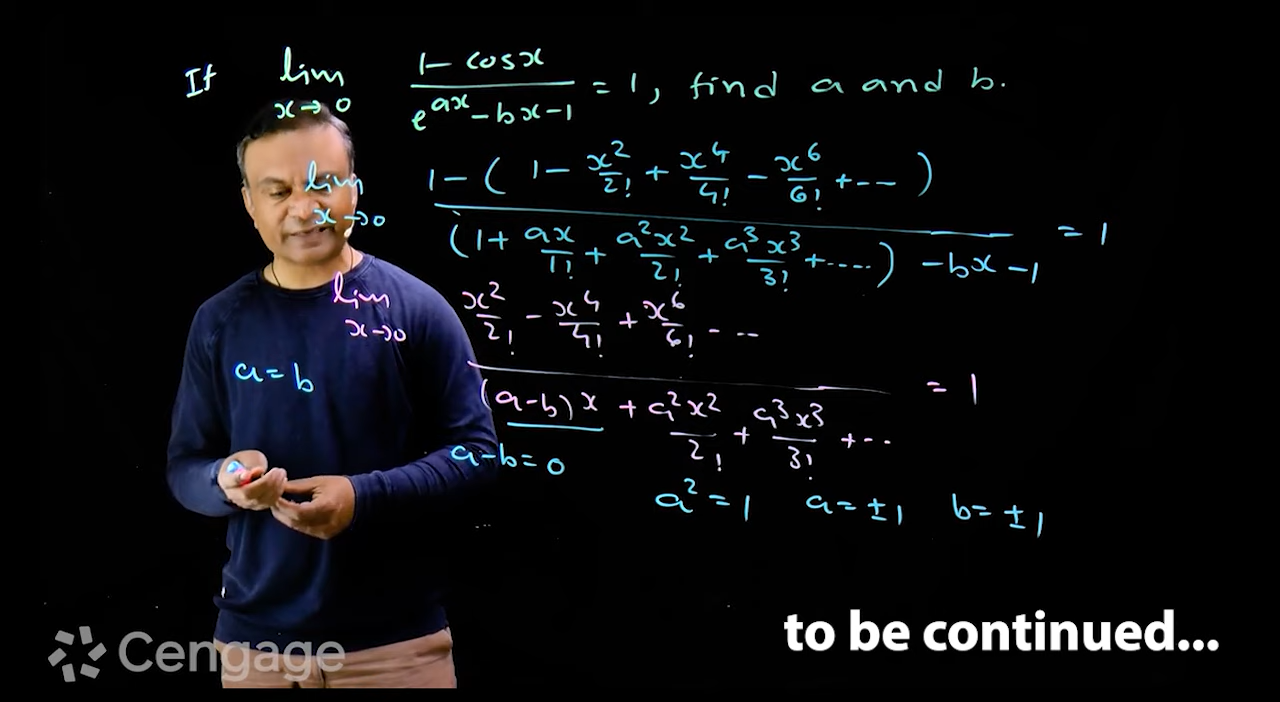 If lim x→0 1-cosx / e^ax-bx-1 = 1, find a and b.
lim x→0 1-(1-x²/2!+x⁴/4!-x⁶/6!+...) / (1+ax/1!+a²x²/2!+a³x³/3!+.....)-bx-1 = 1
lim x→0 x²/2!-x⁴/4!+x⁶/6!-... / (a-b)x+a²x²/2!+a³x³/3!+... = 1
a=b
a-b=0
a²=1 a=±1 b=±1
to be continued...
Cengage